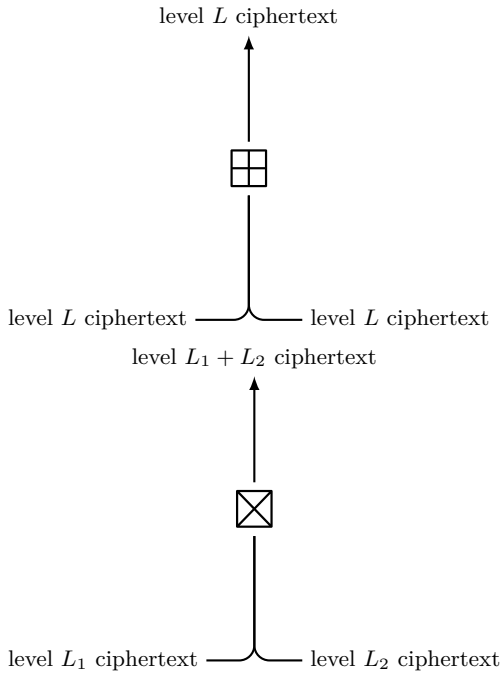 level L ciphertext
level L ciphertext level L ciphertext
level L₁ + L₂ ciphertext
level L₁ ciphertext level L₂ ciphertext